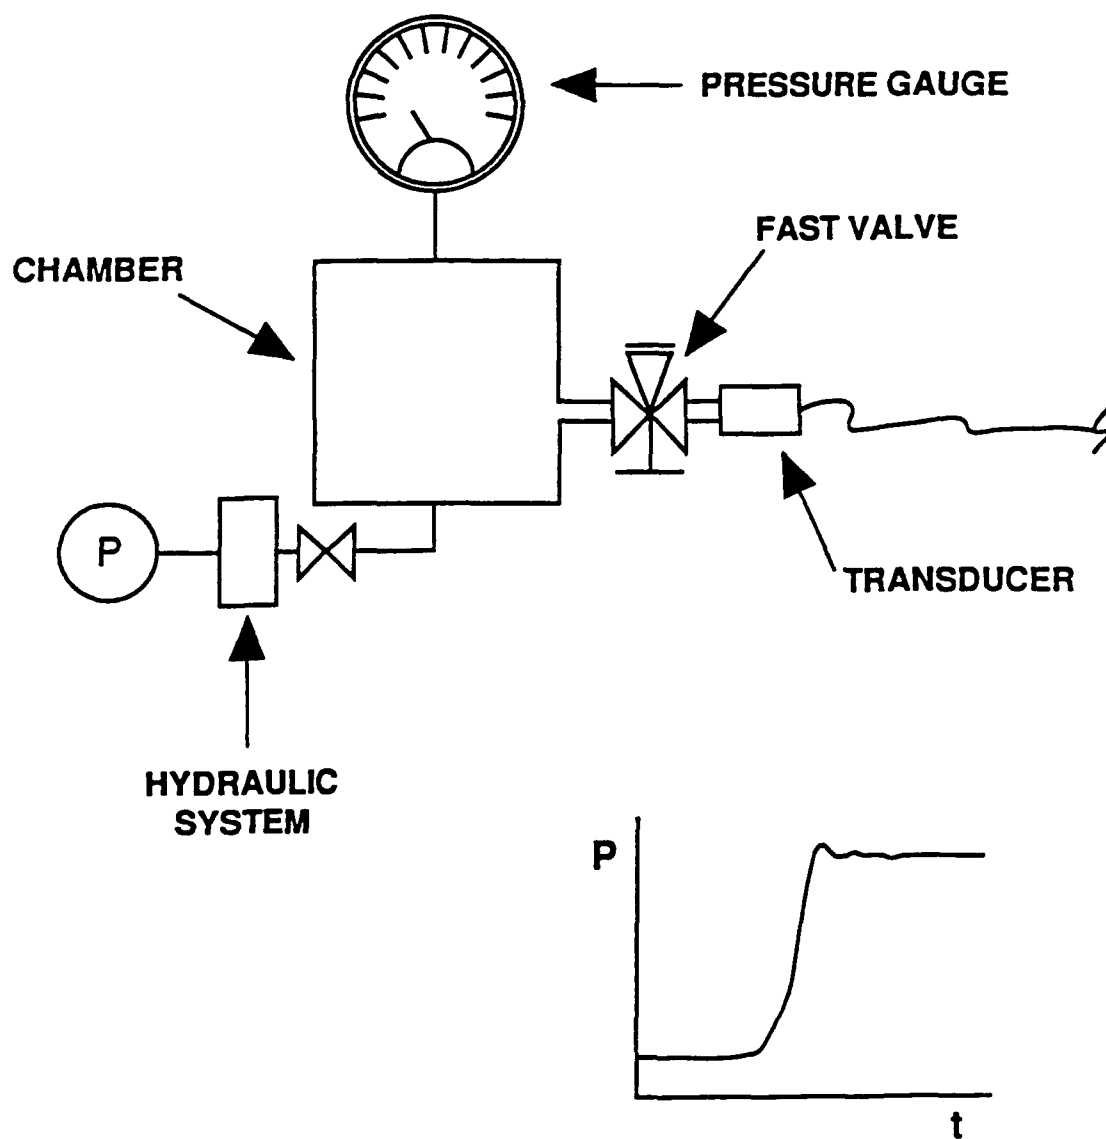 PRESSURE GAUGE
FAST VALVE
CHAMBER
P
TRANSDUCER
HYDRAULIC
SYSTEM
P
t